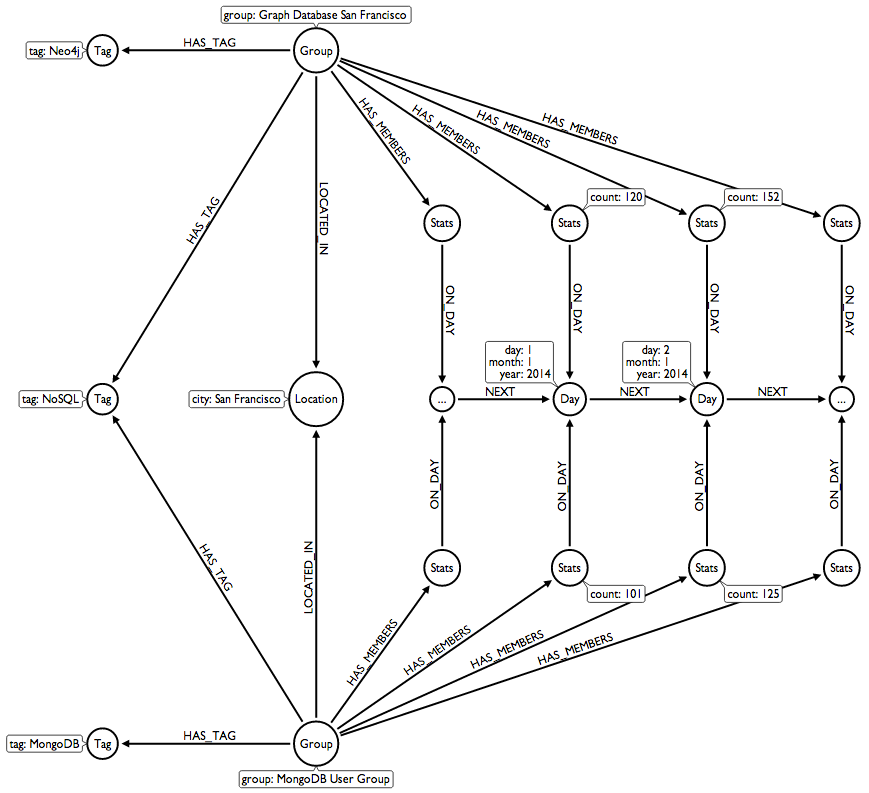 group: Graph Database San Francisco
tag: Neo4j
Tag
HAS_TAG
Group
HAS_MEMBERS
HAS_MEMBERS
HAS_MEMBERS
HAS_MEMBERS
HAS_TAG
LOCATED_IN
Stats
Stats
count: 120
Stats
count: 152
Stats
ON_DAY
ON_DAY
ON_DAY
ON_DAY
day: 1
month: 1
year: 2014
day: 2
month: 1
year: 2014
tag: NoSQL
Tag
city: San Francisco
Location
...
NEXT
Day
NEXT
Day
NEXT
...
ON_DAY
ON_DAY
ON_DAY
ON_DAY
HAS_TAG
LOCATED_IN
Stats
Stats
count: 101
Stats
count: 125
Stats
HAS_MEMBERS
HAS_MEMBERS
HAS_MEMBERS
HAS_MEMBERS
tag: MongoDB
Tag
HAS_TAG
Group
group: MongoDB User Group